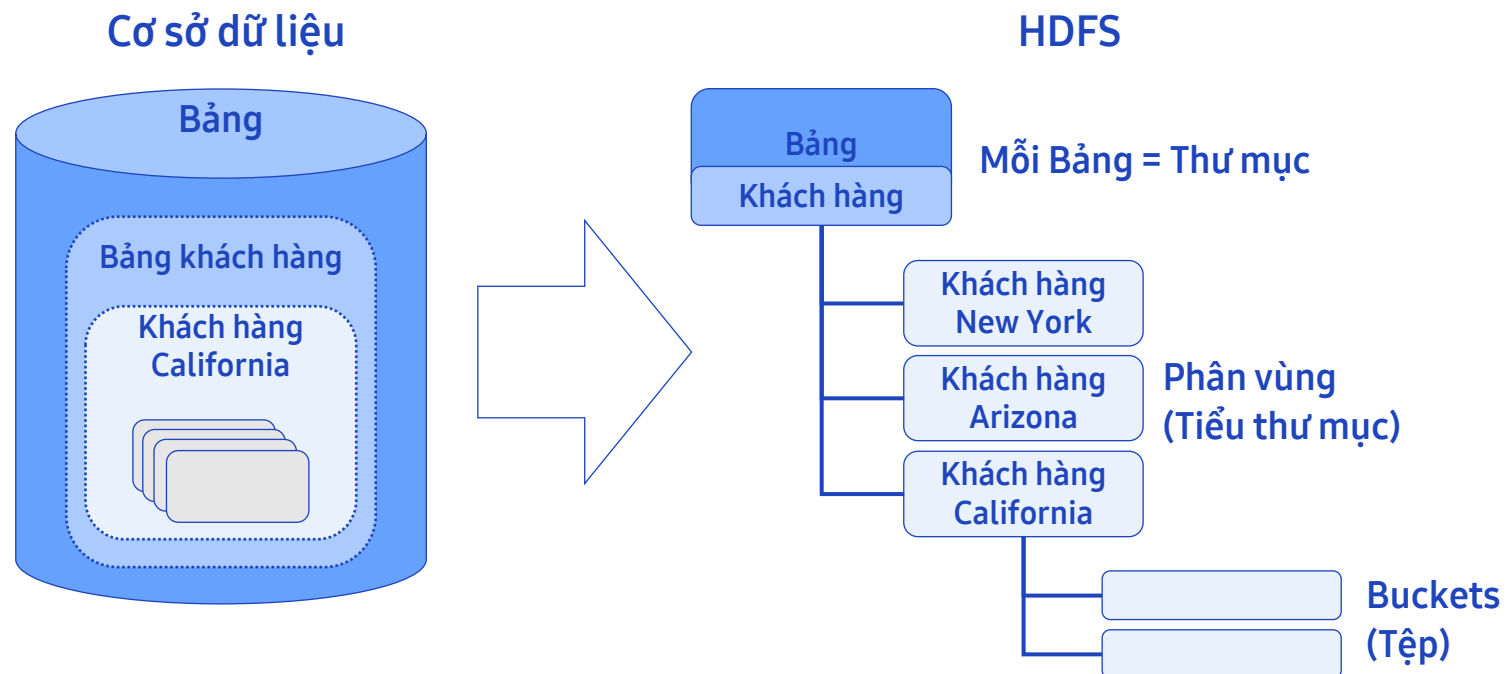 Cơ sở dữ liệu
Bảng
Bảng khách hàng
Khách hàng
California
HDFS
Bảng
Khách hàng
Mỗi Bảng = Thư mục
Khách hàng
New York
Khách hàng
Arizona
Khách hàng
California
Phân vùng
(Tiểu thư mục)
Buckets
(Tệp)